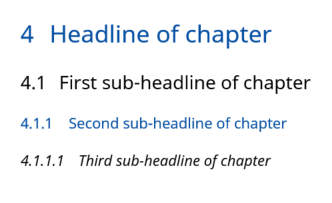 4 Headline of chapter
4.1 First sub-headline of chapter
4.1.1 Second sub-headline of chapter
4.1.1.1 Third sub-headline of chapter